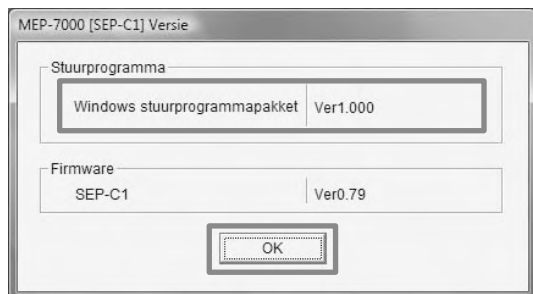 MEP-7000 [SEP-C1] Versie
Stuurprogramma
Windows stuurprogrammapakket Ver1.000
Firmware
SEP-C1 Ver0.79
OK